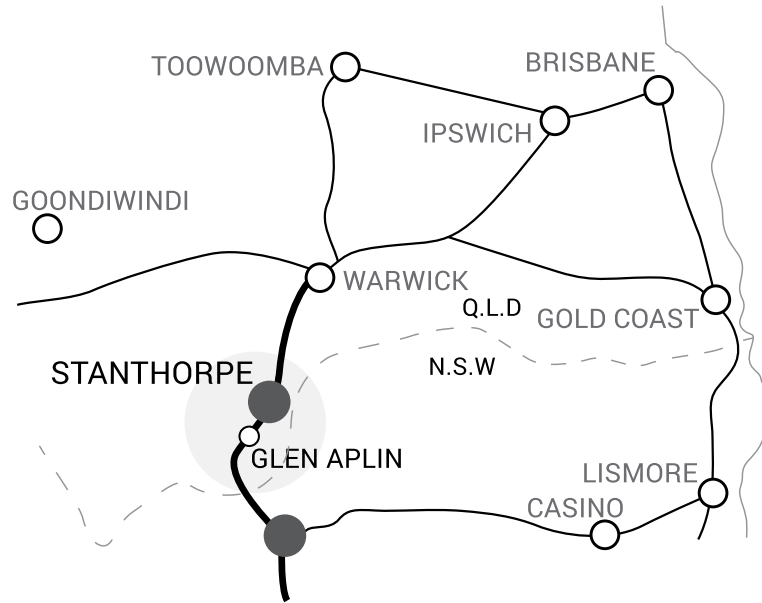 BRISBANE
TOOWOOMBA
IPSWICH
GOONDIWINDI
WARWICK
Q.L.D
GOLD COAST
N.S.W
STANTHORPE
GLEN APLIN
LISMORE
CASINO